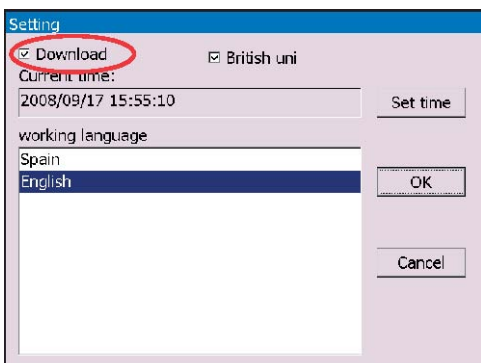 Setting
Download
British uni
Current time:
2008/09/17 15:55:10
Set time
working language
Spain
English
OK
Cancel